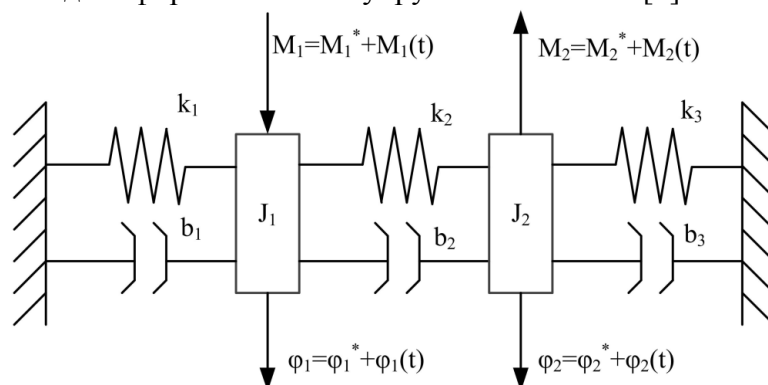 M₁=M₁*+M₁(t)
M₂=M₂*+M₂(t)
k₁
k₂
k₃
J₁
J₂
b₁
b₂
b₃
φ₁=φ₁*+φ₁(t)
φ₂=φ₂*+φ₂(t)